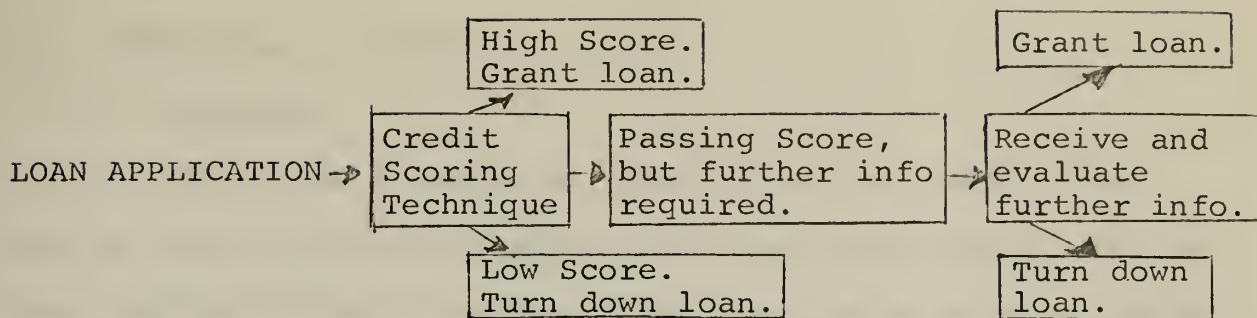 High Score.
Grant loan.
Grant loan.
LOAN APPLICATION
Credit
Scoring
Technique
Passing Score,
but further info
required.
Receive and
evaluate
further info.
Low Score.
Turn down loan.
Turn down
loan.